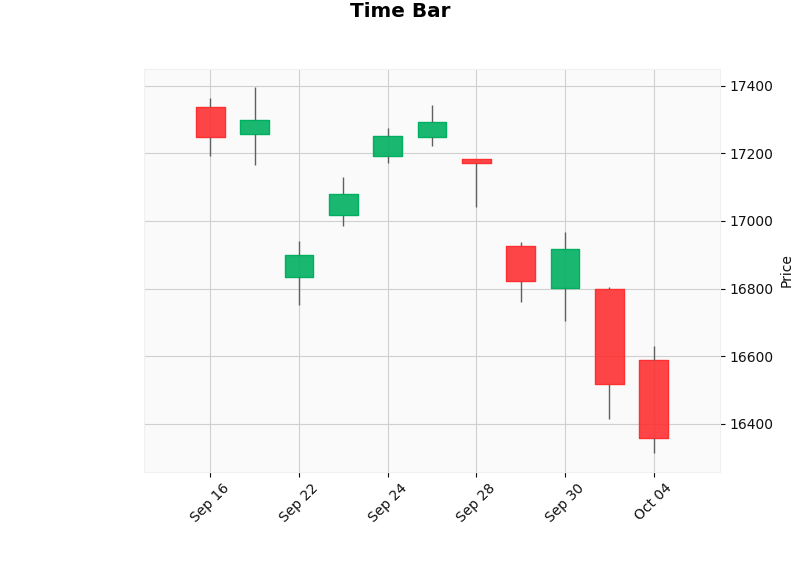 Time Bar
17400
17200
17000
16800
16600
16400
Price
Sep 16
Sep 22
Sep 24
Sep 28
Sep 30
Oct 04